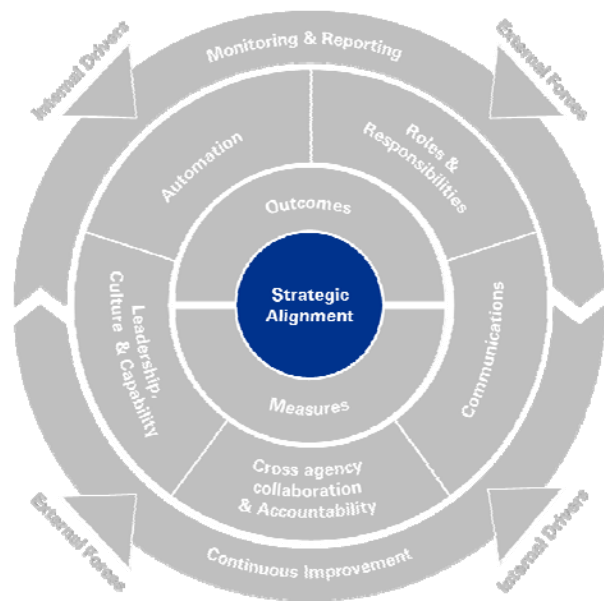 Internal Drivers
Monitoring & Reporting
External Forces
Automation
Roles &
Responsibilities
Outcomes
Strategic
Alignment
Leadership,
Culture & Capability
Communications
Measures
Cross agency
collaboration
& Accountability
External Forces
Continuous Improvement
Internal Drivers